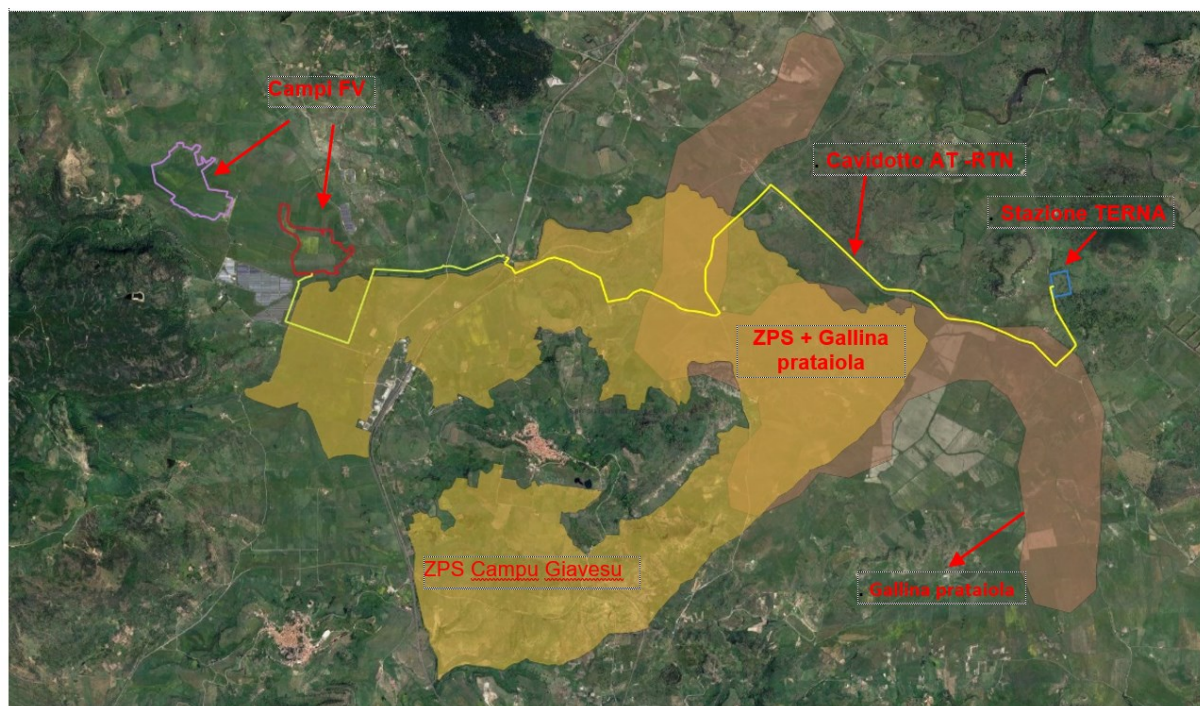 Campi FV
. Cavidotto AT -RTN
. Stazione TERNA
ZPS + Gallina
prataiola
ZPS Campu Giavesu
. Gallina prataiola